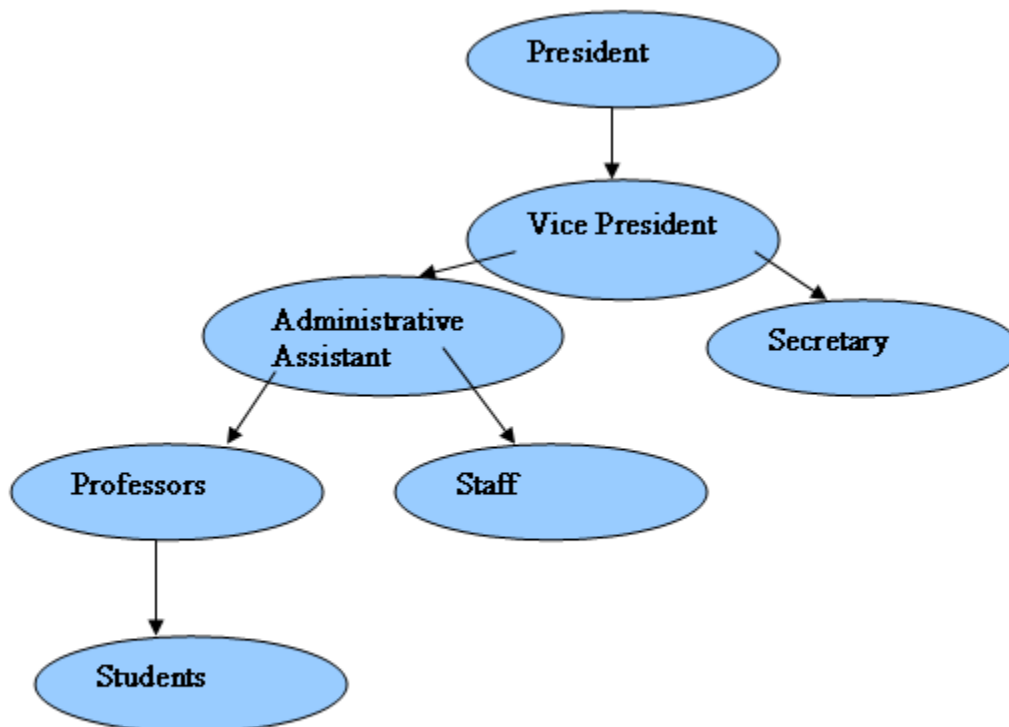 President
Vice President
Administrative
Assistant
Secretary
Professors
Staff
Students